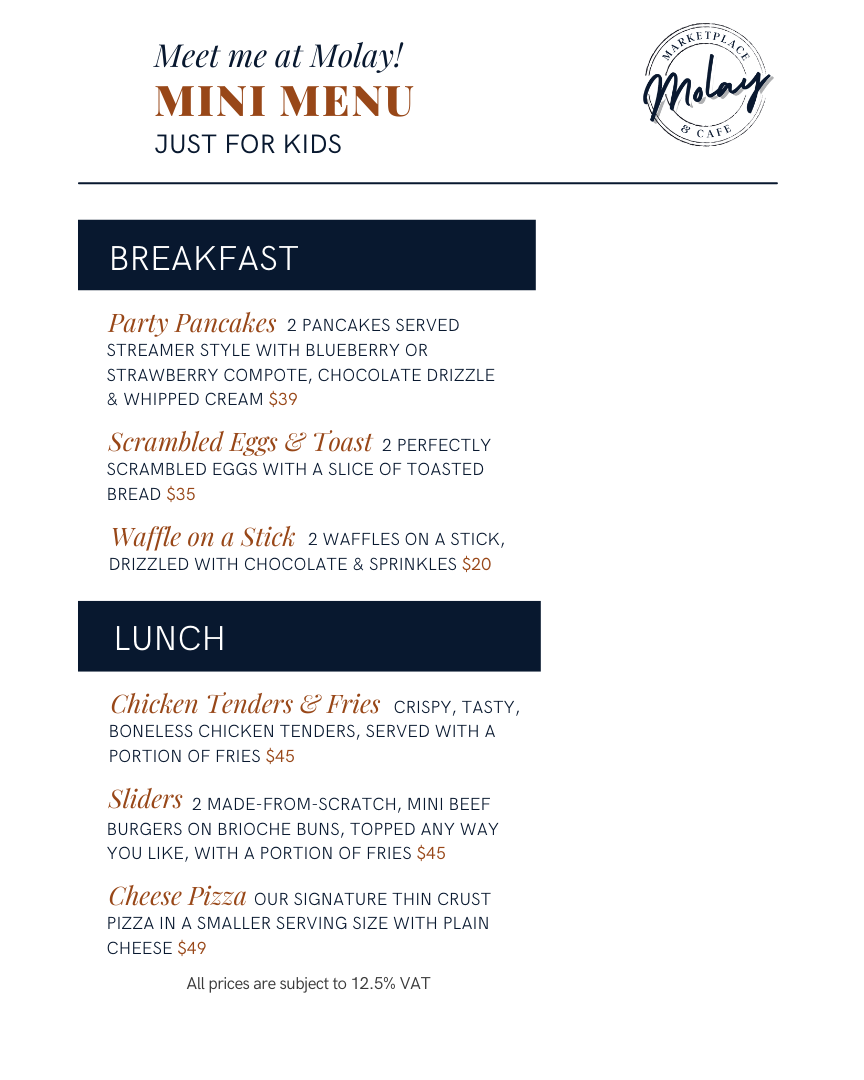 Meet me at Molay!
MINI MENU
JUST FOR KIDS
MARKETPLACE
Molay
& CAFE
BREAKFAST
Party Pancakes 2 PANCAKES SERVED
STREAMER STYLE WITH BLUEBERRY OR
STRAWBERRY COMPOTE, CHOCOLATE DRIZZLE
& WHIPPED CREAM $39
Scrambled Eggs & Toast 2 PERFECTLY
SCRAMBLED EGGS WITH A SLICE OF TOASTED
BREAD $35
Waffle on a Stick 2 WAFFLES ON A STICK,
DRIZZLED WITH CHOCOLATE & SPRINKLES $20
LUNCH
Chicken Tenders & Fries CRISPY, TASTY,
BONELESS CHICKEN TENDERS, SERVED WITH A
PORTION OF FRIES $45
Sliders 2 MADE-FROM-SCRATCH, MINI BEEF
BURGERS ON BRIOCHE BUNS, TOPPED ANY WAY
YOU LIKE, WITH A PORTION OF FRIES $45
Cheese Pizza OUR SIGNATURE THIN CRUST
PIZZA IN A SMALLER SERVING SIZE WITH PLAIN
CHEESE $49
All prices are subject to 12.5% VAT